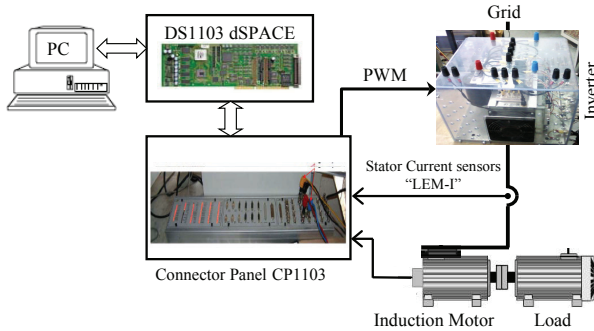 Grid
PC
DS1103 dSPACE
PWM
Inverter
Stator Current sensors
“LEM-I”
Connector Panel CP1103
Induction Motor
Load